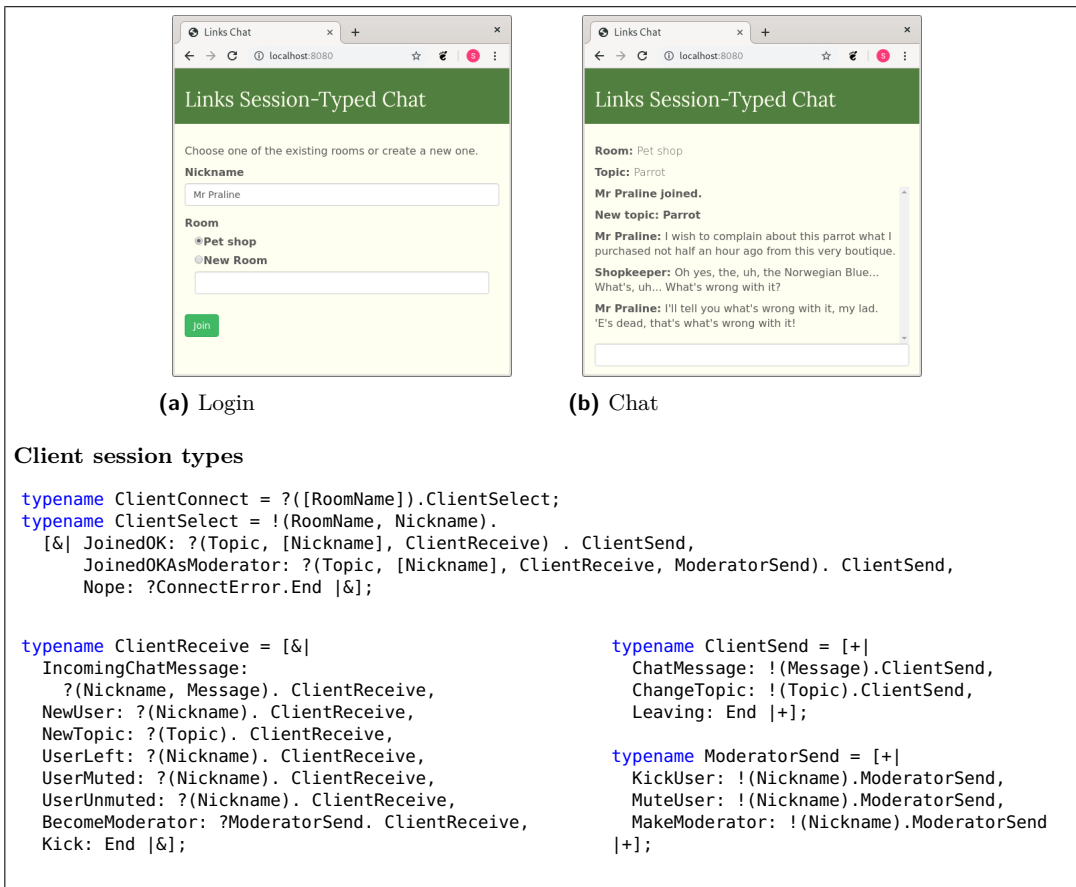 Links Chat
localhost:8080
S
Links Session-Typed Chat
Choose one of the existing rooms or create a new one.
Nickname
Mr Praline
Room
Pet shop
New Room
Join
(a) Login
Links Chat
localhost:8080
S
Links Session-Typed Chat
Room: Pet shop
Topic: Parrot
Mr Praline joined.
New topic: Parrot
Mr Praline: I wish to complain about this parrot what I
purchased not half an hour ago from this very boutique.
Shopkeeper: Oh yes, the, uh, the Norwegian Blue...
What's, uh... What's wrong with it?
Mr Praline: I'll tell you what's wrong with it, my lad.
'E's dead, that's what's wrong with it!
(b) Chat
Client session types
typename ClientConnect = ?([RoomName]).ClientSelect;
typename ClientSelect = !(RoomName, Nickname).
[&| JoinedOK: ?(Topic, [Nickname], ClientReceive) . ClientSend,
JoinedOKAsModerator: ?(Topic, [Nickname], ClientReceive, ModeratorSend). ClientSend,
Nope: ?ConnectError.End |&];
typename ClientReceive = [&|
IncomingChatMessage:
?(Nickname, Message). ClientReceive,
NewUser: ?(Nickname). ClientReceive,
NewTopic: ?(Topic). ClientReceive,
UserLeft: ?(Nickname). ClientReceive,
UserMuted: ?(Nickname). ClientReceive,
UserUnmuted: ?(Nickname). ClientReceive,
BecomeModerator: ?ModeratorSend. ClientReceive,
Kick: End |&];
typename ClientSend = [+|
ChatMessage: !(Message).ClientSend,
ChangeTopic: !(Topic).ClientSend,
Leaving: End |+];
typename ModeratorSend = [+|
KickUser: !(Nickname).ModeratorSend,
MuteUser: !(Nickname).ModeratorSend,
MakeModerator: !(Nickname).ModeratorSend
|+];